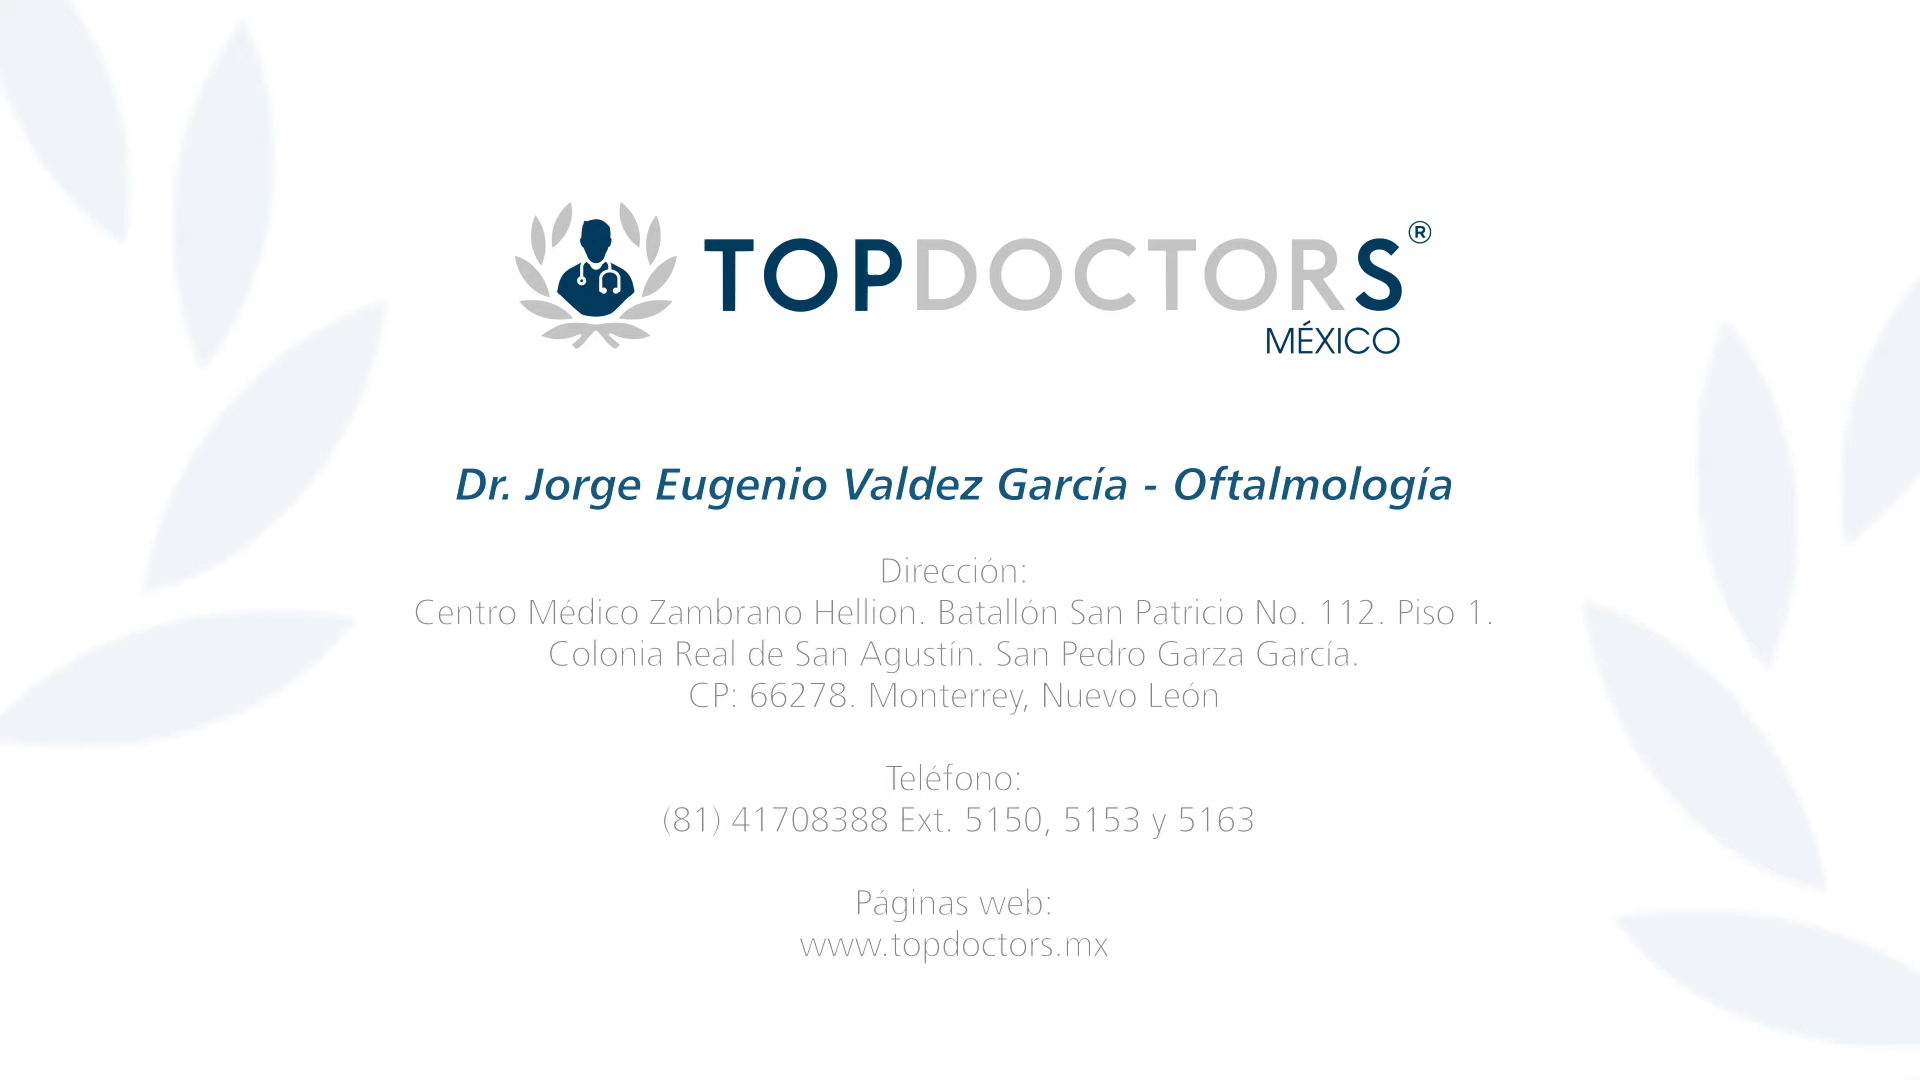 TOPDOCTORS®
MÉXICO
Dr. Jorge Eugenio Valdez García - Oftalmología
Dirección:
Centro Médico Zambrano Hellion. Batallón San Patricio No. 112. Piso 1.
Colonia Real de San Agustín. San Pedro Garza García.
CP: 66278. Monterrey, Nuevo León
Teléfono:
(81) 41708388 Ext. 5150, 5153 y 5163
Páginas web:
www.topdoctors.mx